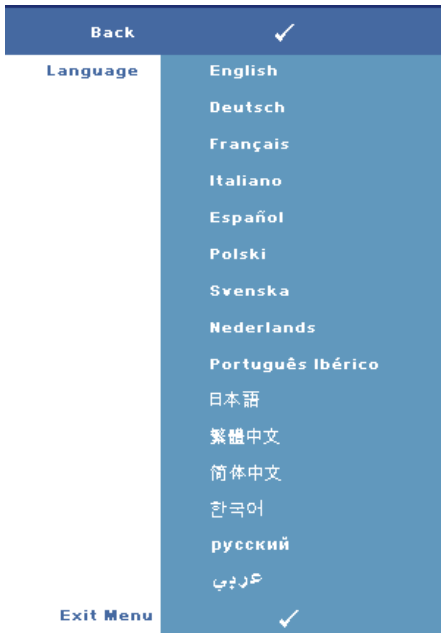 Back
Language
English
Deutsch
Français
Italiano
Español
Polski
Svenska
Nederlands
Português Ibérico
日本語
繁體中文
简体中文
한국어
русский
عربي
Exit Menu